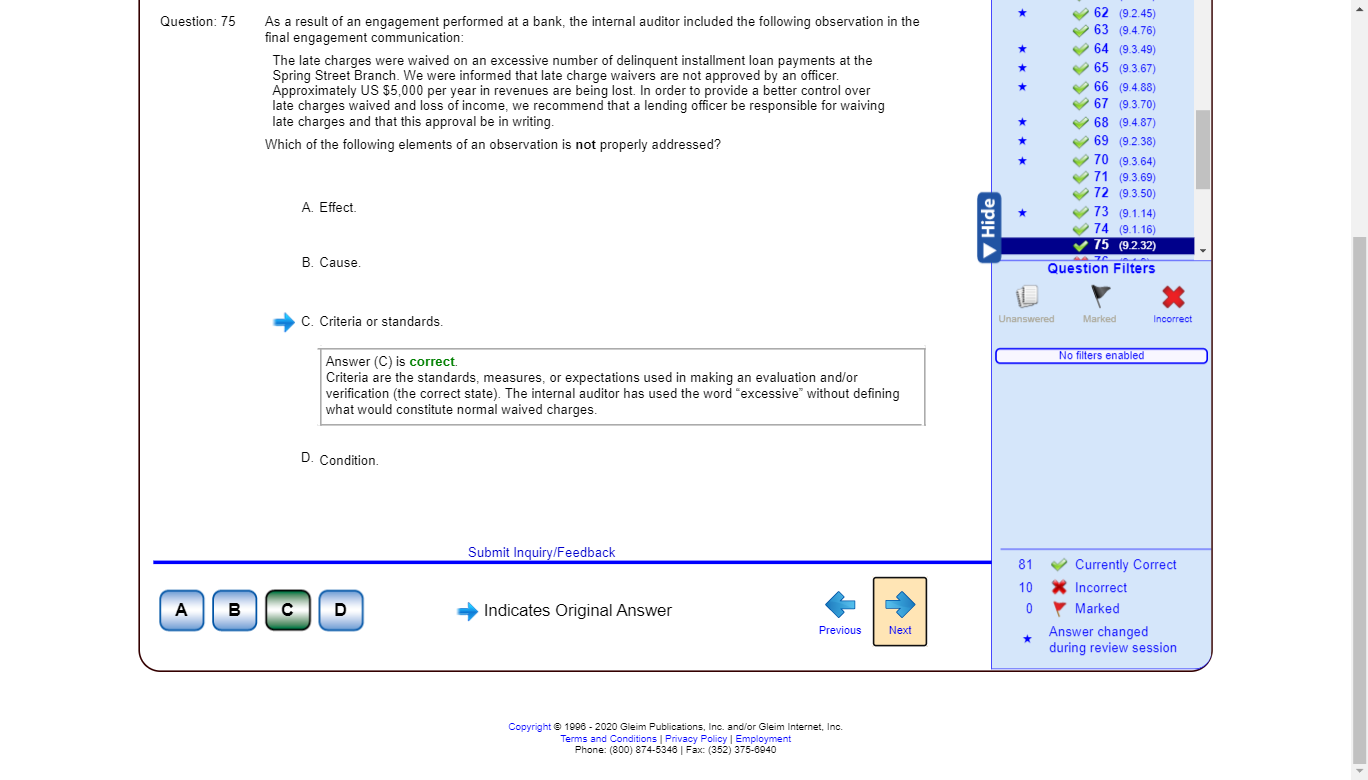 Question: 75
As a result of an engagement performed at a bank, the internal auditor included the following observation in the
final engagement communication:
The late charges were waived on an excessive number of delinquent installment loan payments at the
Spring Street Branch. We were informed that late charge waivers are not approved by an officer.
Approximately US $5,000 per year in revenues are being lost. In order to provide a better control over
late charges waived and loss of income, we recommend that a lending officer be responsible for waiving
late charges and that this approval be in writing.
Which of the following elements of an observation is not properly addressed?
A. Effect.
B. Cause.
C. Criteria or standards.
Answer (C) is correct.
Criteria are the standards, measures, or expectations used in making an evaluation and/or
verification (the correct state). The internal auditor has used the word “excessive” without defining
what would constitute normal waived charges.
D. Condition.
Submit Inquiry/Feedback
A B C D
Indicates Original Answer
Previous
Next
62 (9.2.45)
63 (9.4.76)
64 (9.3.49)
65 (9.3.67)
66 (9.4.88)
67 (9.3.70)
68 (9.4.87)
69 (9.2.38)
70 (9.3.64)
71 (9.3.69)
72 (9.3.50)
73 (9.1.14)
74 (9.1.16)
75 (9.2.32)
Hide
Question Filters
Unanswered
Marked
Incorrect
No filters enabled
81 Currently Correct
10 Incorrect
0 Marked
Answer changed
during review session
Copyright © 1996 - 2020 Gleim Publications, Inc. and/or Gleim Internet, Inc.
Terms and Conditions | Privacy Policy | Employment
Phone: (800) 874-5346 | Fax: (352) 375-6940